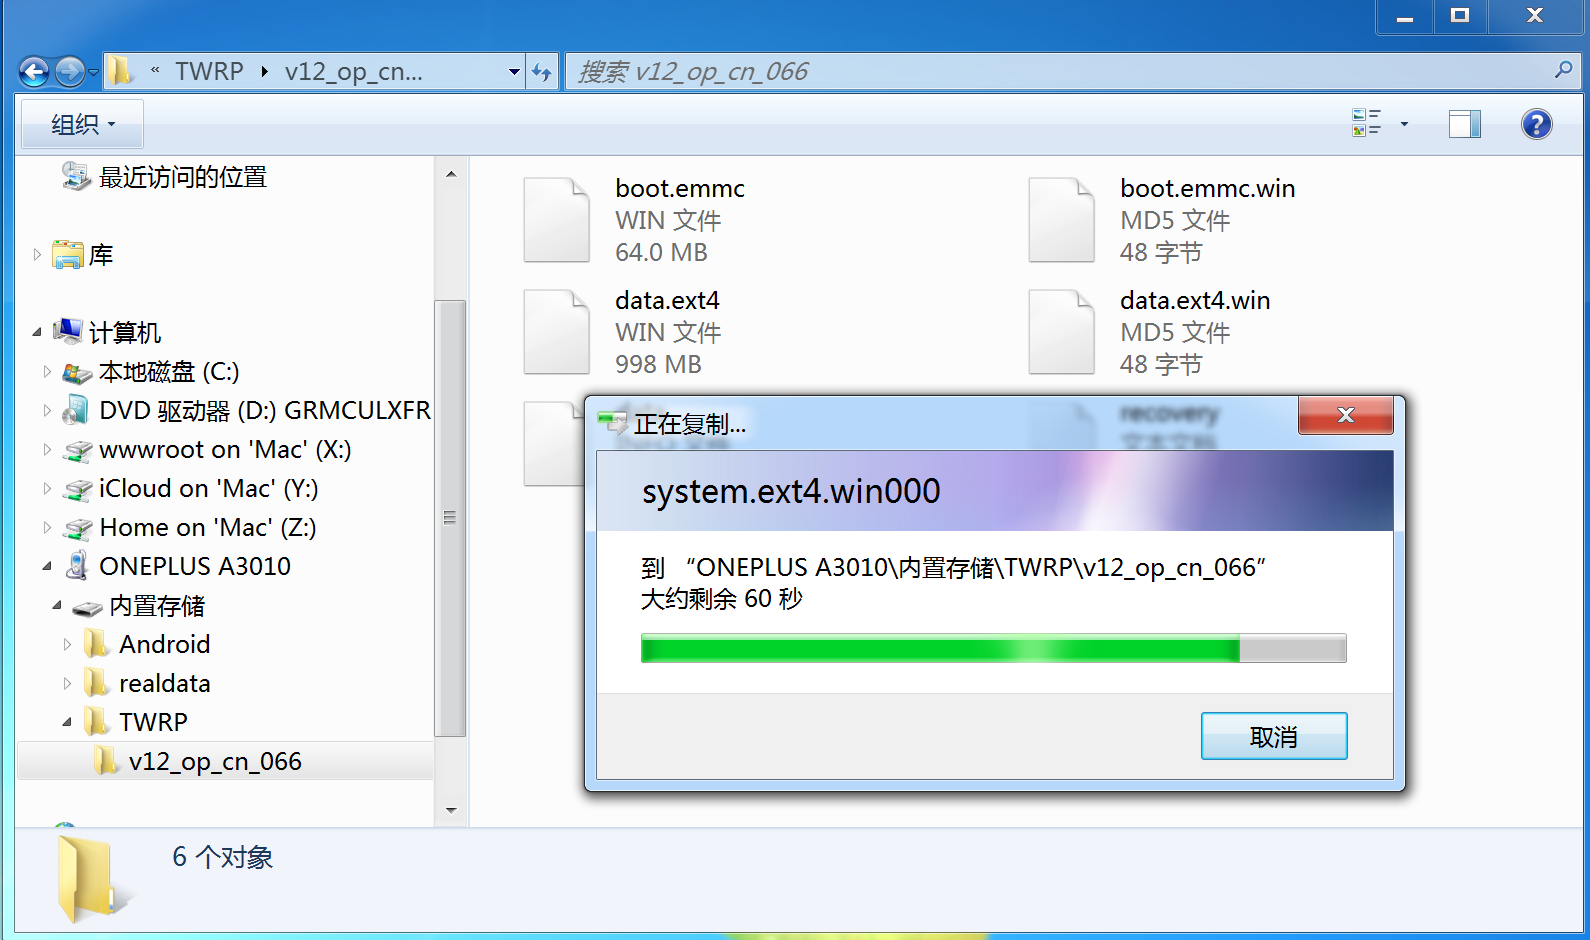 « TWRP v12_op_cn...
搜索 v12_op_cn_066
组织
最近访问的位置
库
计算机
本地磁盘 (C:)
DVD 驱动器 (D:) GRMCULXFR
wwwroot on 'Mac' (X:)
iCloud on 'Mac' (Y:)
Home on 'Mac' (Z:)
ONEPLUS A3010
内置存储
Android
realdata
TWRP
v12_op_cn_066
boot.emmc
WIN 文件
64.0 MB
boot.emmc.win
MD5 文件
48 字节
data.ext4
WIN 文件
998 MB
data.ext4.win
MD5 文件
48 字节
recovery
文本文档
正在复制...
system.ext4.win000
到 “ONEPLUS A3010\内置存储\TWRP\v12_op_cn_066”
大约剩余 60 秒
取消
6 个对象